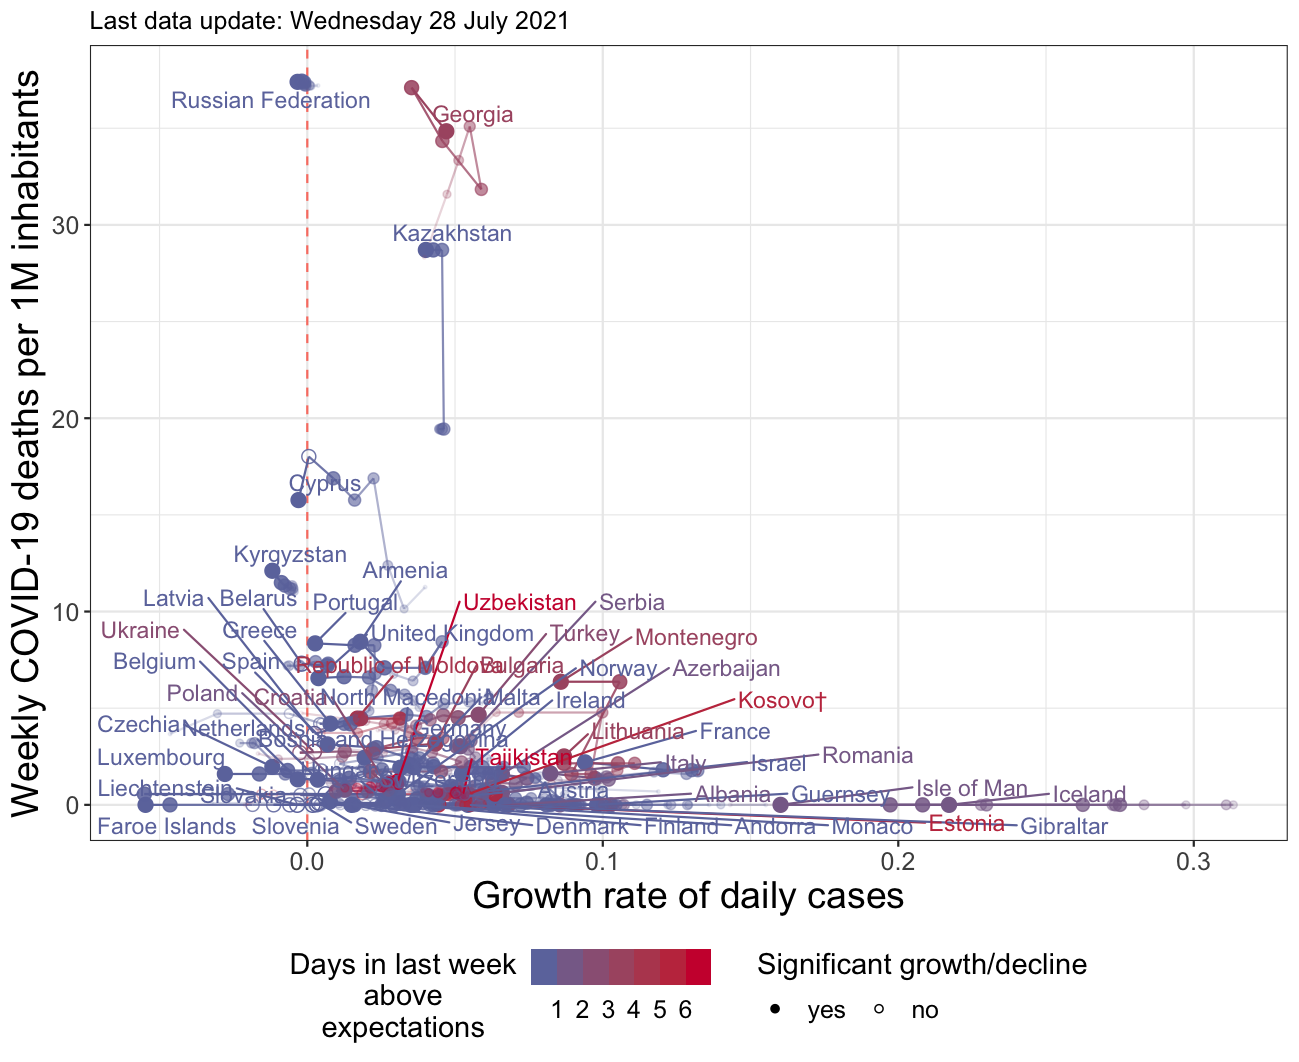 Last data update: Wednesday 28 July 2021
Weekly COVID-19 deaths per 1M inhabitants
30
20
10
0
Russian Federation
Georgia
Kazakhstan
Cyprus
Kyrgyzstan
Armenia
Latvia
Belarus
Portugal
Uzbekistan
Serbia
Ukraine
Greece
United Kingdom
Turkey
Montenegro
Belgium
Spain
Republic of Moldova
Bulgaria
Norway
Azerbaijan
Poland
Croatia
North Macedonia
Malta
Ireland
Kosovo†
Czechia
Netherlands
Germany
Lithuania
France
Bosnia and Herzegovina
Luxembourg
Tajikistan
Italy
Israel
Romania
Liechtenstein
Slovakia
Austria
Albania
Guernsey
Isle of Man
Iceland
Faroe Islands
Slovenia
Sweden
Jersey
Denmark
Finland
Andorra
Monaco
Estonia
Gibraltar
0.0
0.1
0.2
0.3
Growth rate of daily cases
Days in last week
above
expectations
1 2 3 4 5 6
Significant growth/decline
yes
no